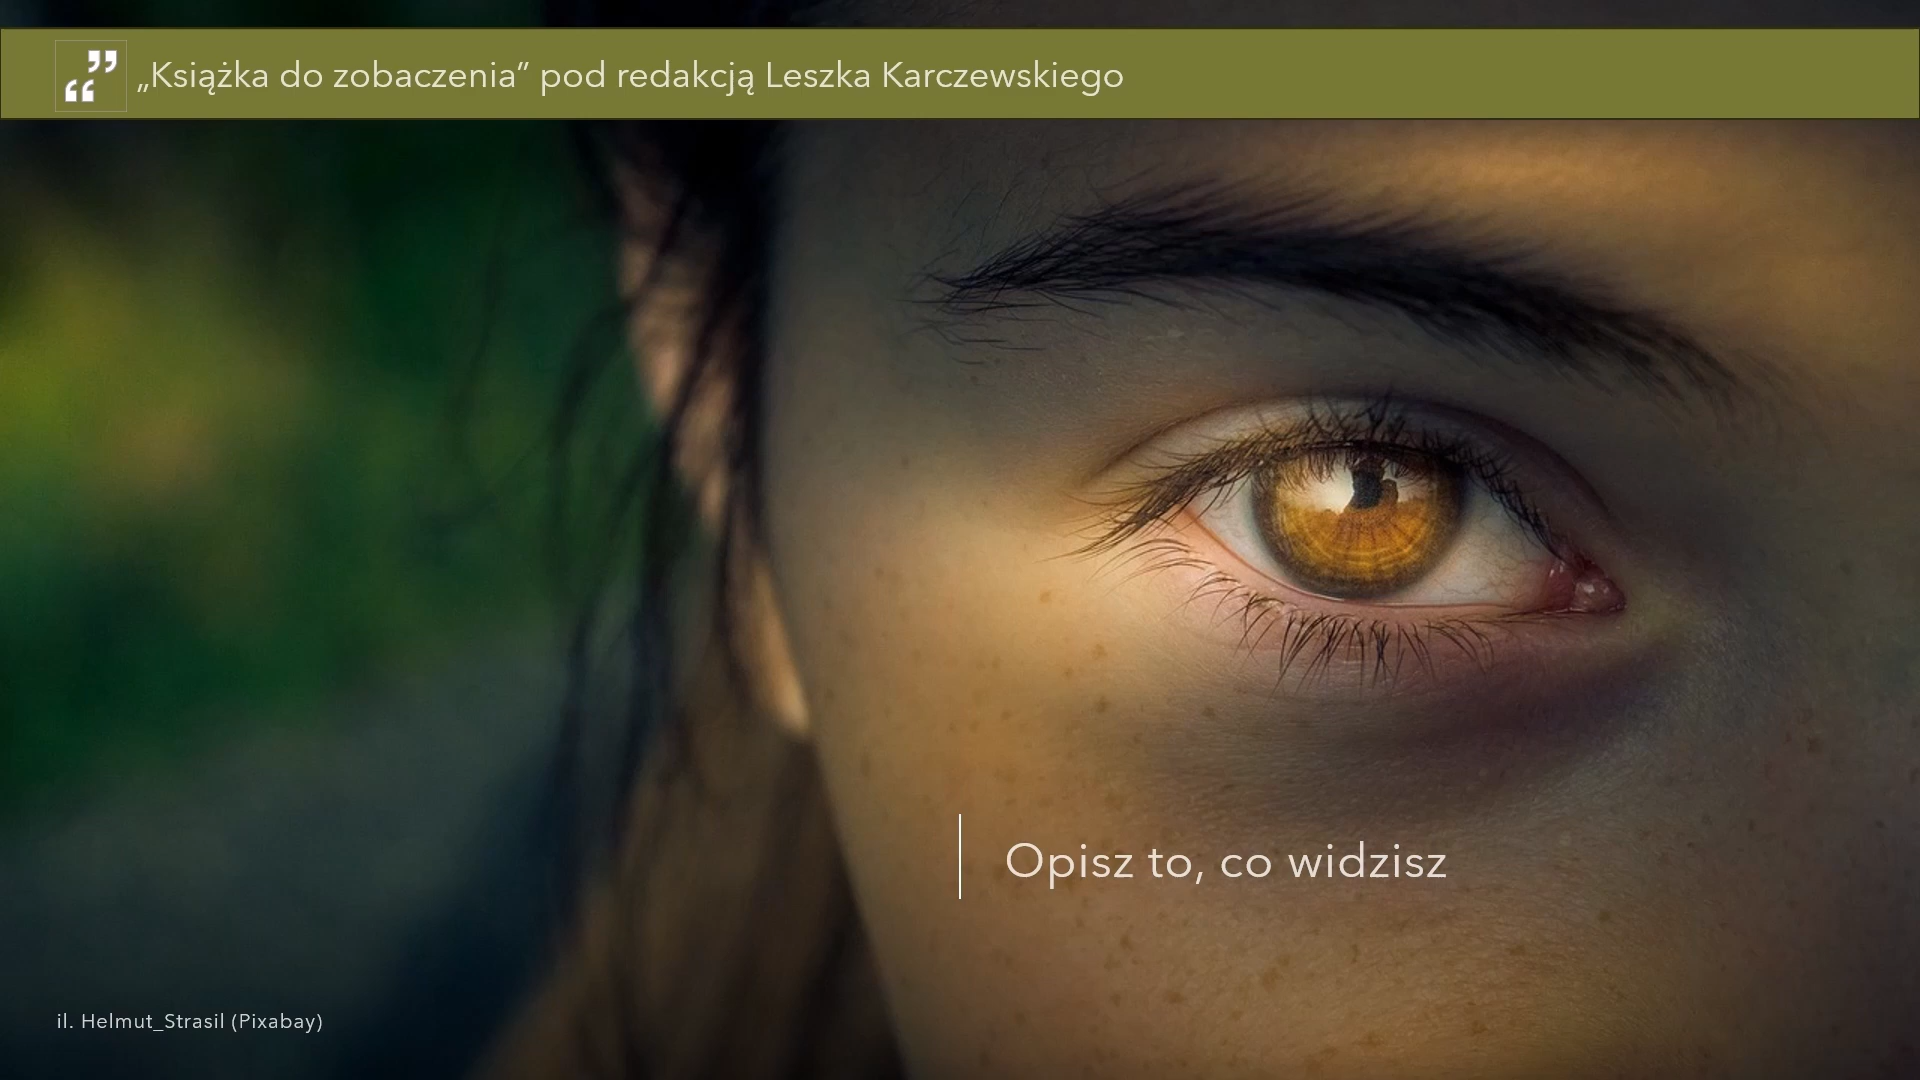 „Książka do zobaczenia” pod redakcją Leszka Karczewskiego
Opisz to, co widzisz
il. Helmut_Strasil (Pixabay)